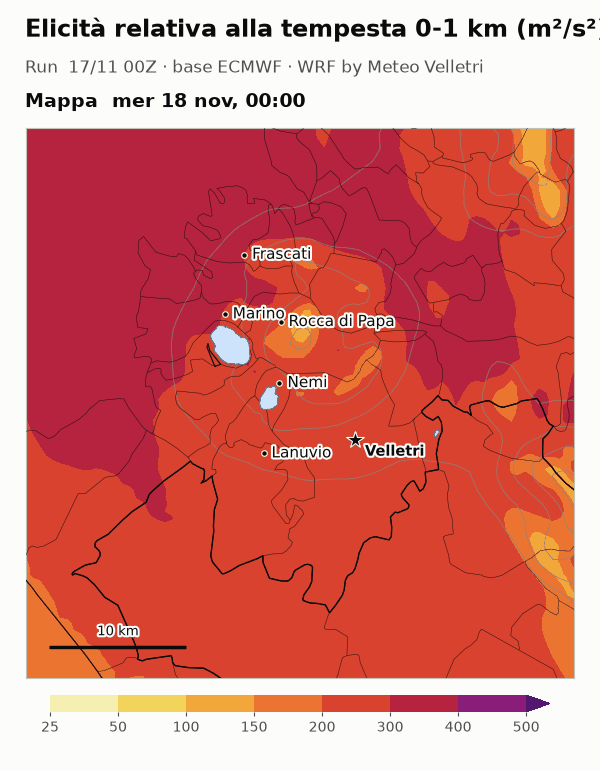 Elicità relativa alla tempesta 0-1 km (m²/s²)
Run  17/11 00Z · base ECMWF · WRF by Meteo Velletri
Mappa  mer 18 nov, 00:00
Frascati
Marino
Rocca di Papa
Nemi
Velletri
Lanuvio
10 km
25 50 100 150 200 300 400 500